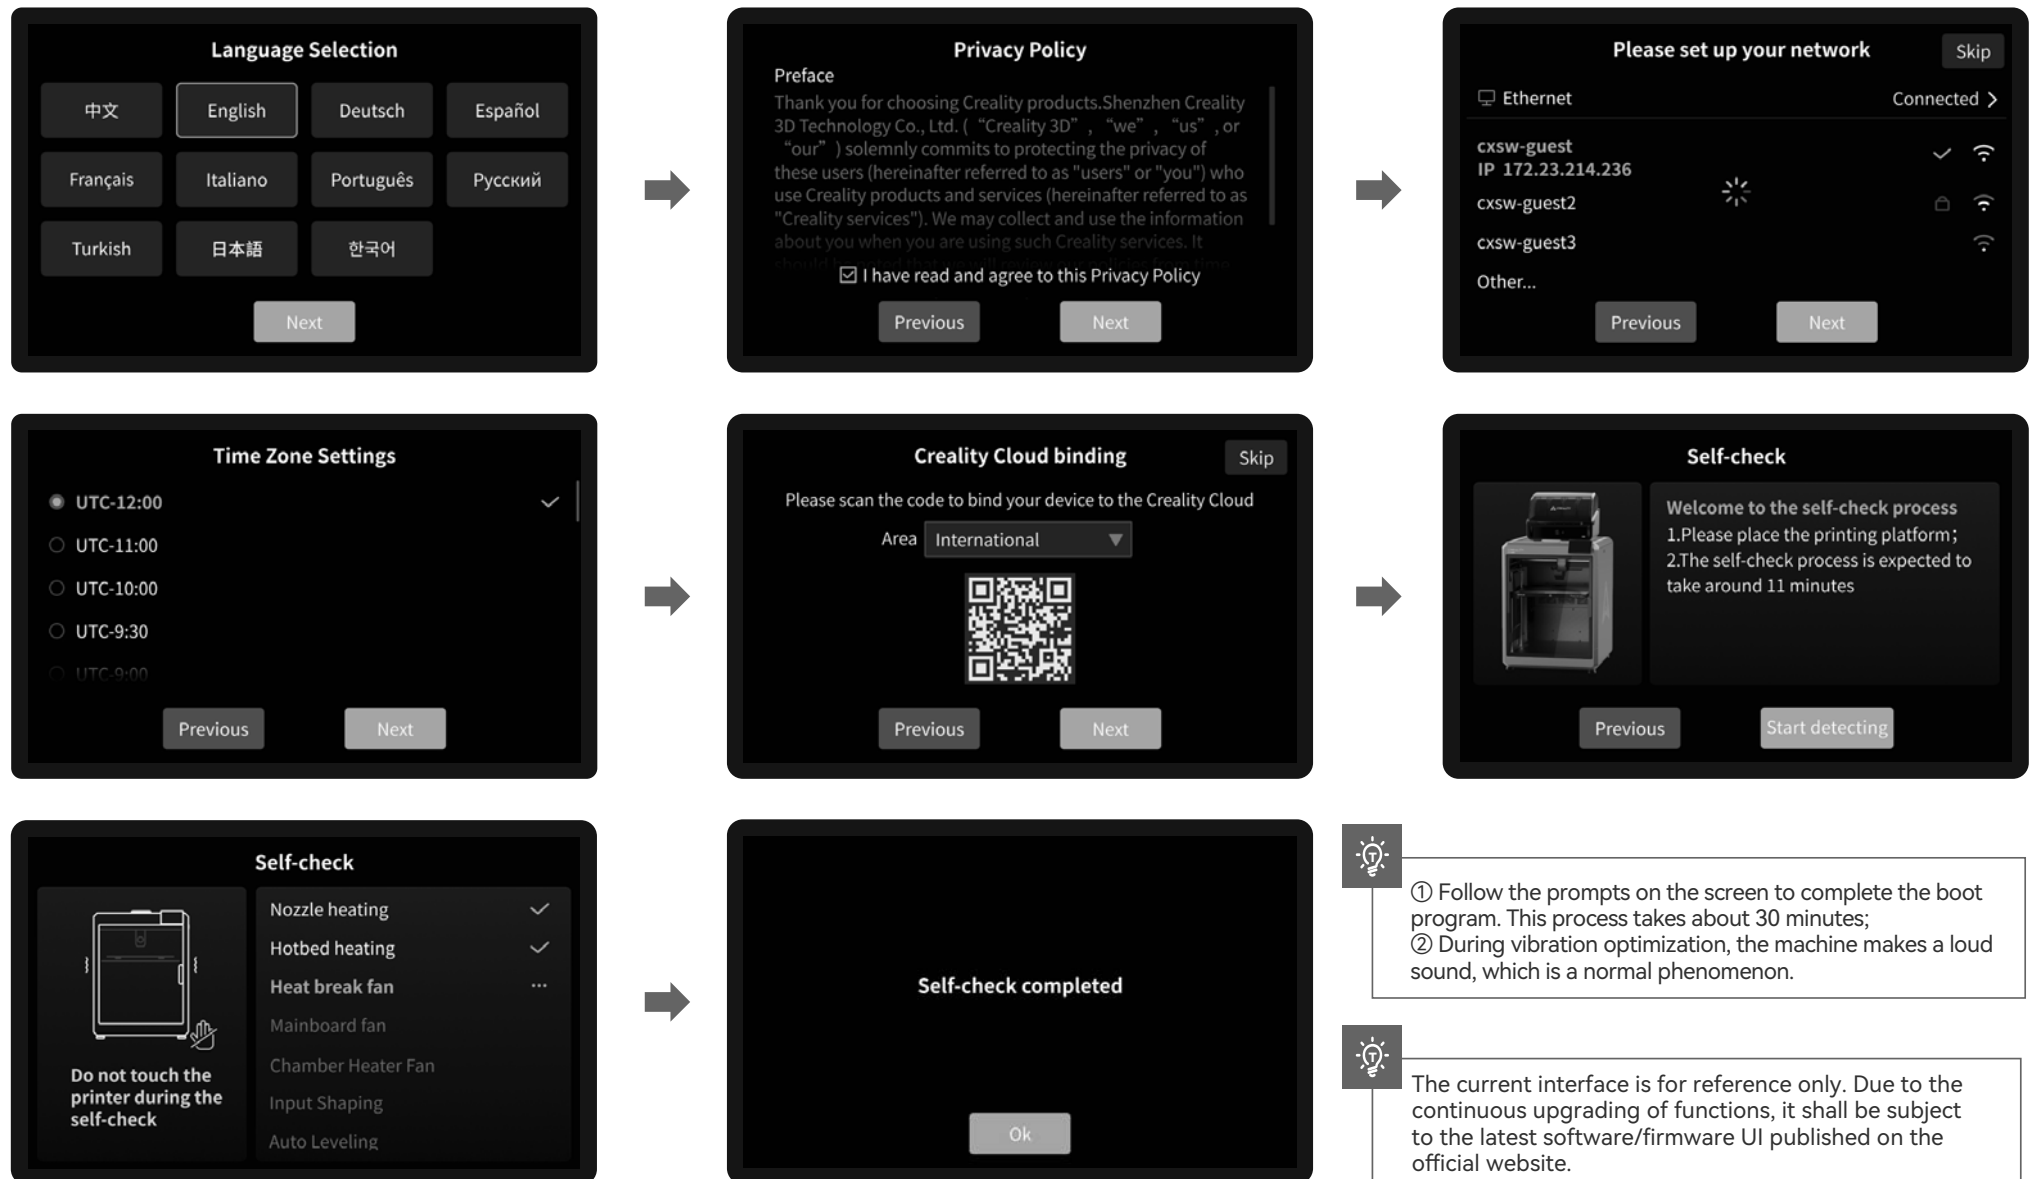 Language Selection
中文
English
Deutsch
Español
Français
Italiano
Português
Русский
Turkish
日本語
한국어
Next
Privacy Policy
Preface
Thank you for choosing Creality products.Shenzhen Creality
3D Technology Co., Ltd. ( “Creality 3D” , “we” , “us” , or
“our” ) solemnly commits to protecting the privacy of
these users (hereinafter referred to as "users" or "you") who
use Creality products and services (hereinafter referred to as
"Creality services"). We may collect and use the information
about you when you are using such Creality services. It
should be noted that we will review our policies from time
I have read and agree to this Privacy Policy
Previous
Next
Please set up your network
Skip
Ethernet
Connected >
cxsw-guest
IP 172.23.214.236
cxsw-guest2
cxsw-guest3
Other...
Previous
Next
Time Zone Settings
UTC-12:00
UTC-11:00
UTC-10:00
UTC-9:30
UTC-9:00
Previous
Next
Creality Cloud binding
Skip
Please scan the code to bind your device to the Creality Cloud
Area
International
Previous
Next
Self-check
Welcome to the self-check process
1.Please place the printing platform;
2.The self-check process is expected to
take around 11 minutes
Previous
Start detecting
Self-check
Do not touch the
printer during the
self-check
Nozzle heating
Hotbed heating
Heat break fan
Mainboard fan
Chamber Heater Fan
Input Shaping
Auto Leveling
Self-check completed
Ok
① Follow the prompts on the screen to complete the boot
program. This process takes about 30 minutes;
② During vibration optimization, the machine makes a loud
sound, which is a normal phenomenon.
The current interface is for reference only. Due to the
continuous upgrading of functions, it shall be subject
to the latest software/firmware UI published on the
official website.